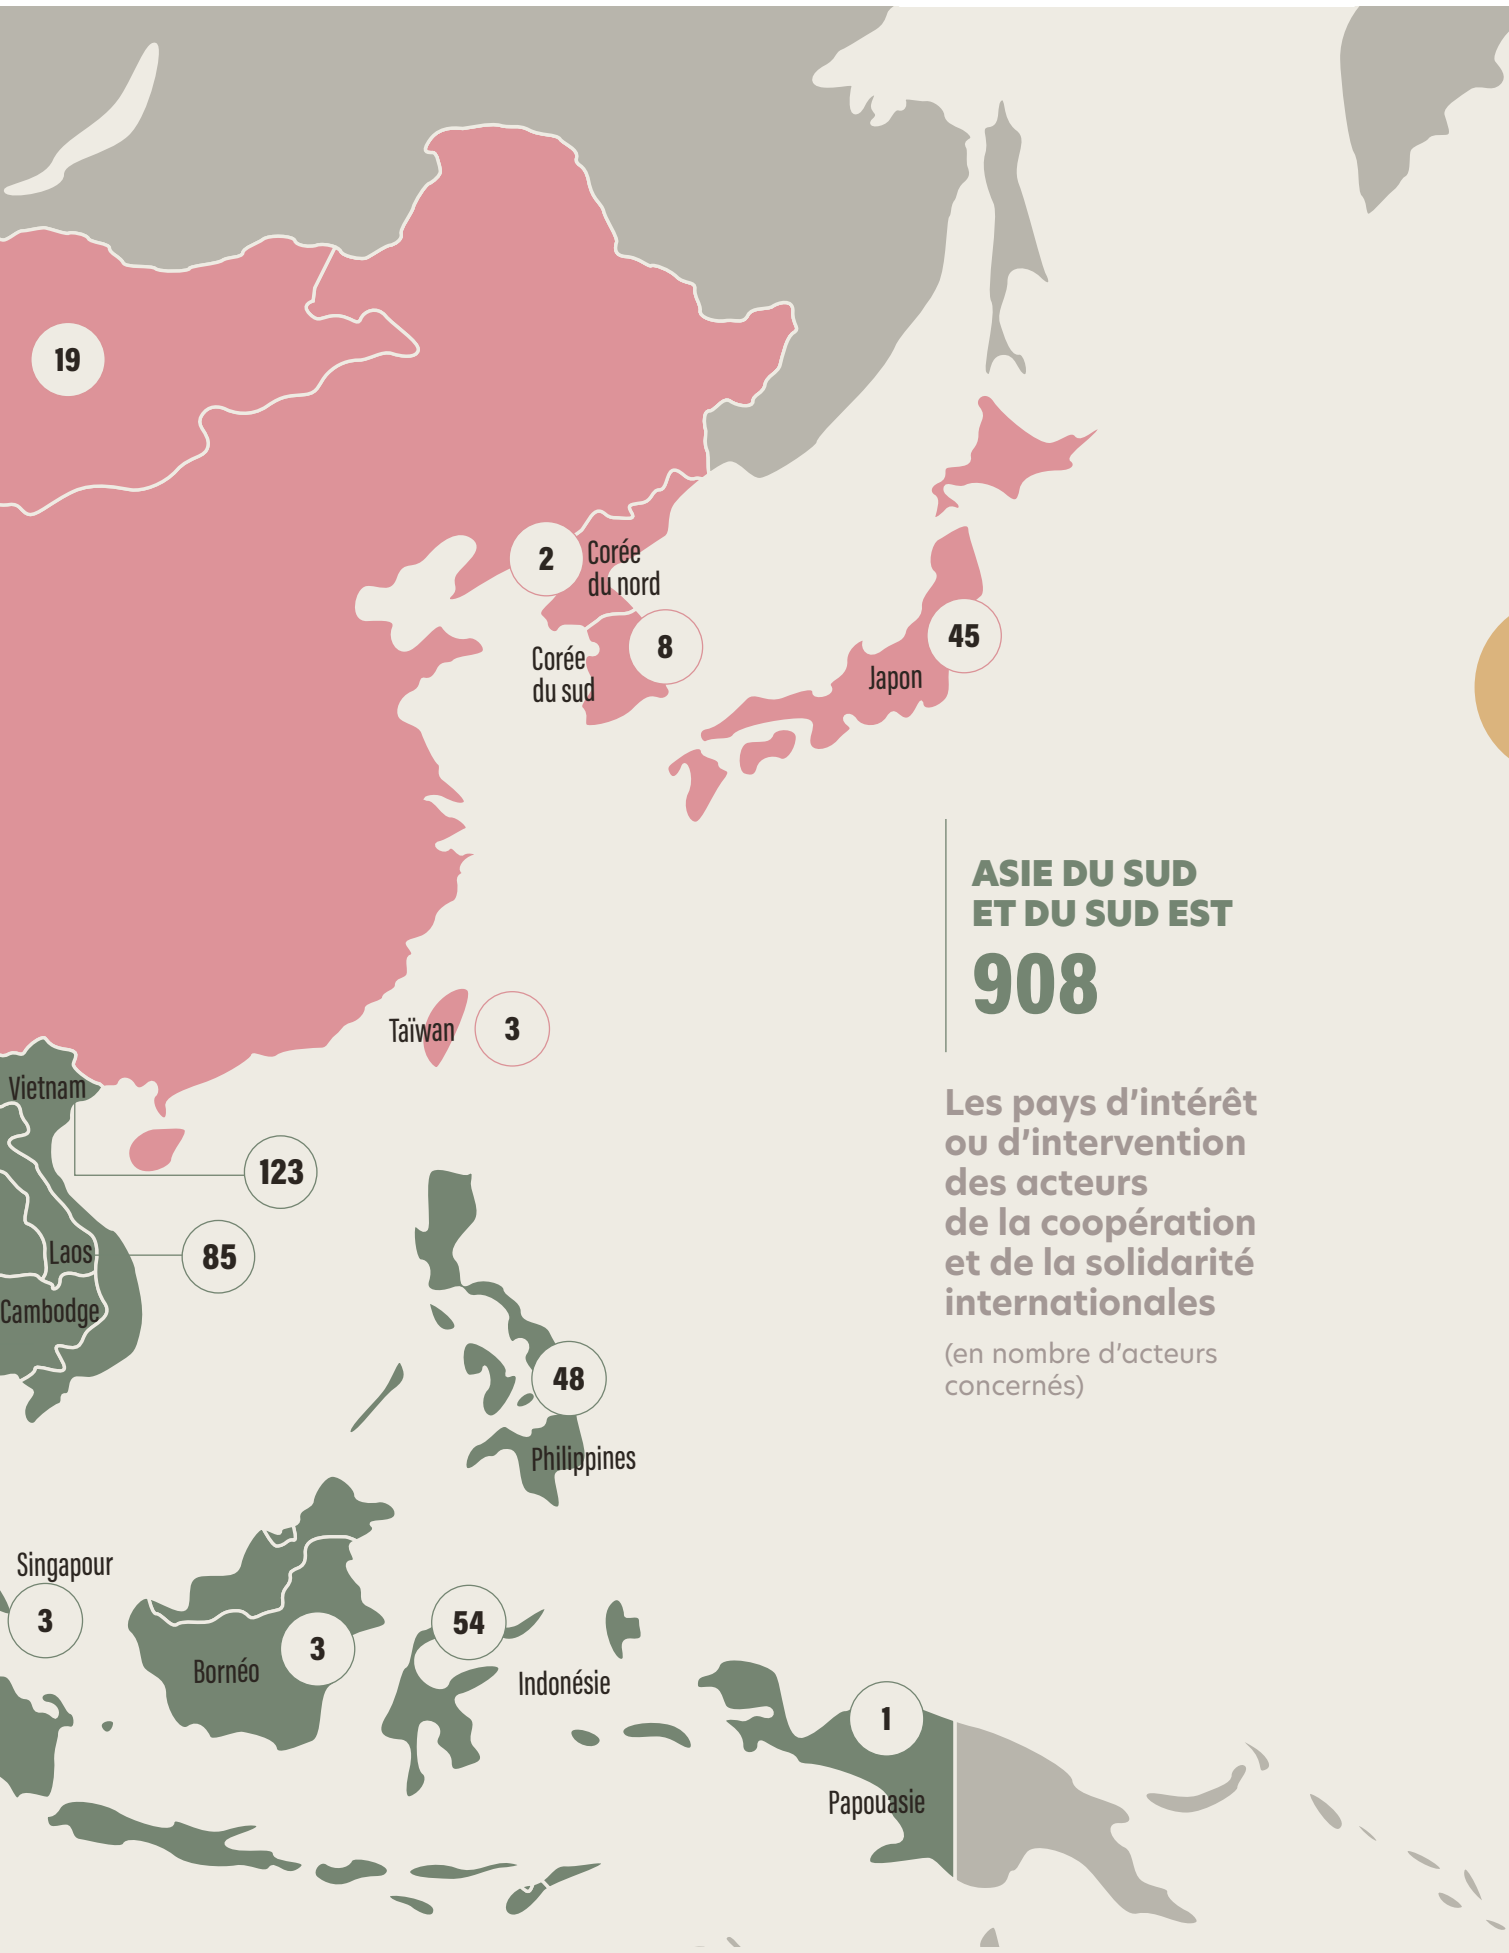 19
2
Corée
du nord
8
Corée
du sud
45
Japon
ASIE DU SUD
ET DU SUD EST
908
Taïwan
3
Vietnam
Les pays d'intérêt
ou d'intervention
des acteurs
de la coopération
et de la solidarité
internationales
(en nombre d'acteurs
concernés)
123
85
Laos
Cambodge
48
Philippines
Singapour
3
Bornéo
3
54
Indonésie
1
Papouasie